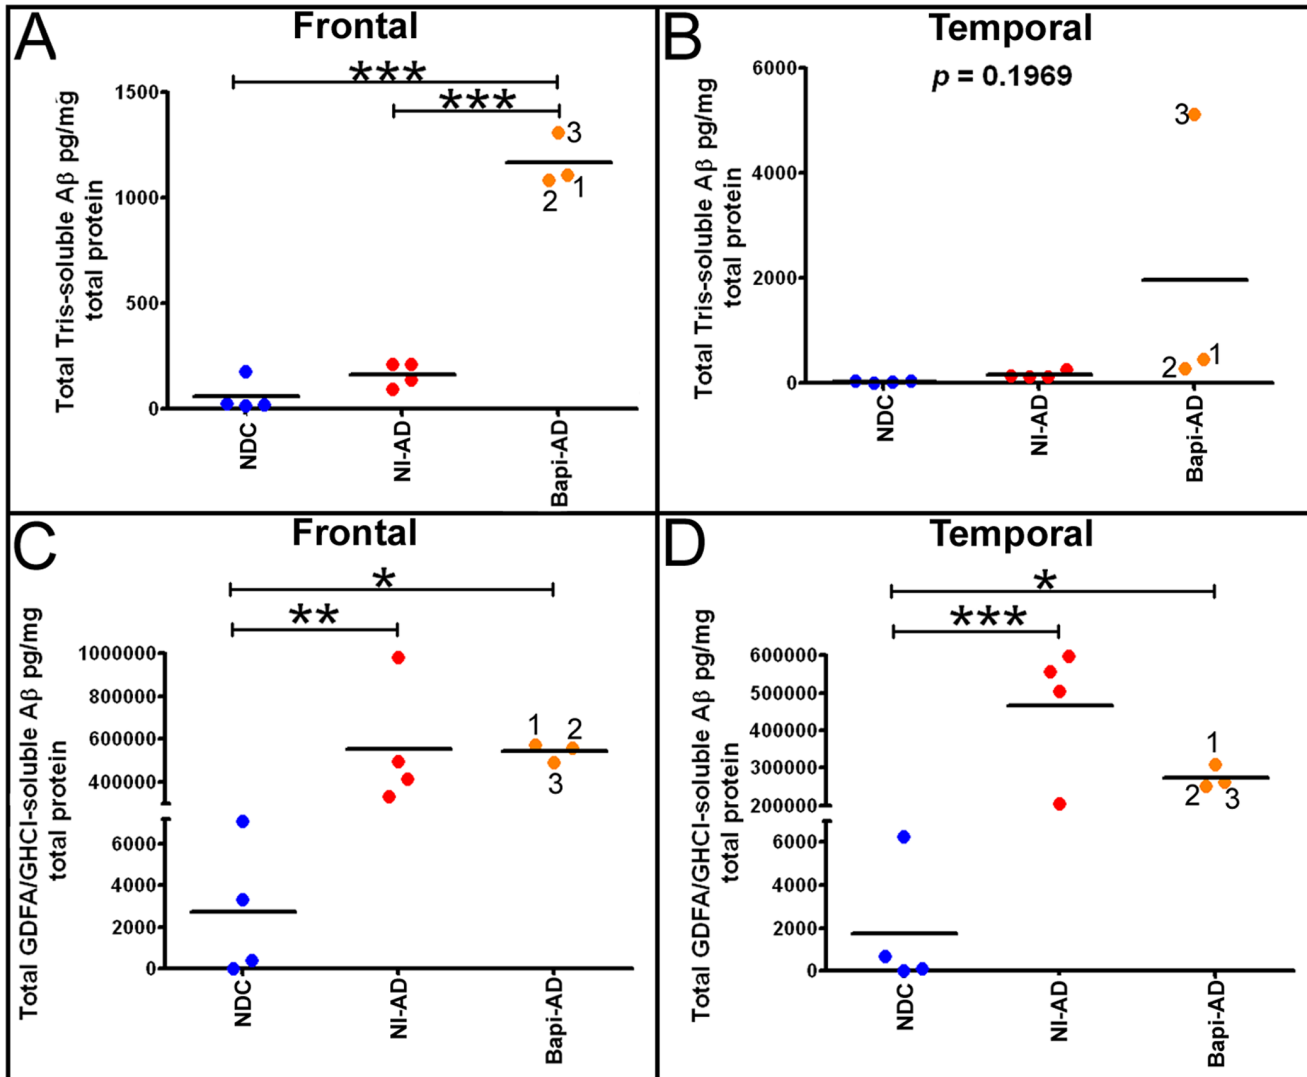 A
Frontal
***
***
Total Tris-soluble Aβ pg/mg
total protein
1500
1000
500
0
3
2
1
NDC
NI-AD
Bapi-AD
B
Temporal
p = 0.1969
Total Tris-soluble Aβ pg/mg
total protein
6000
4000
2000
0
3
2
1
NDC
NI-AD
Bapi-AD
C
Frontal
*
**
Total GDFA/GHCl-soluble Aβ pg/mg
total protein
1000000
800000
600000
400000
6000
4000
2000
0
1
2
3
NDC
NI-AD
Bapi-AD
D
Temporal
*
***
Total GDFA/GHCl-soluble Aβ pg/mg
total protein
600000
500000
400000
300000
200000
6000
4000
2000
0
1
2
3
NDC
NI-AD
Bapi-AD